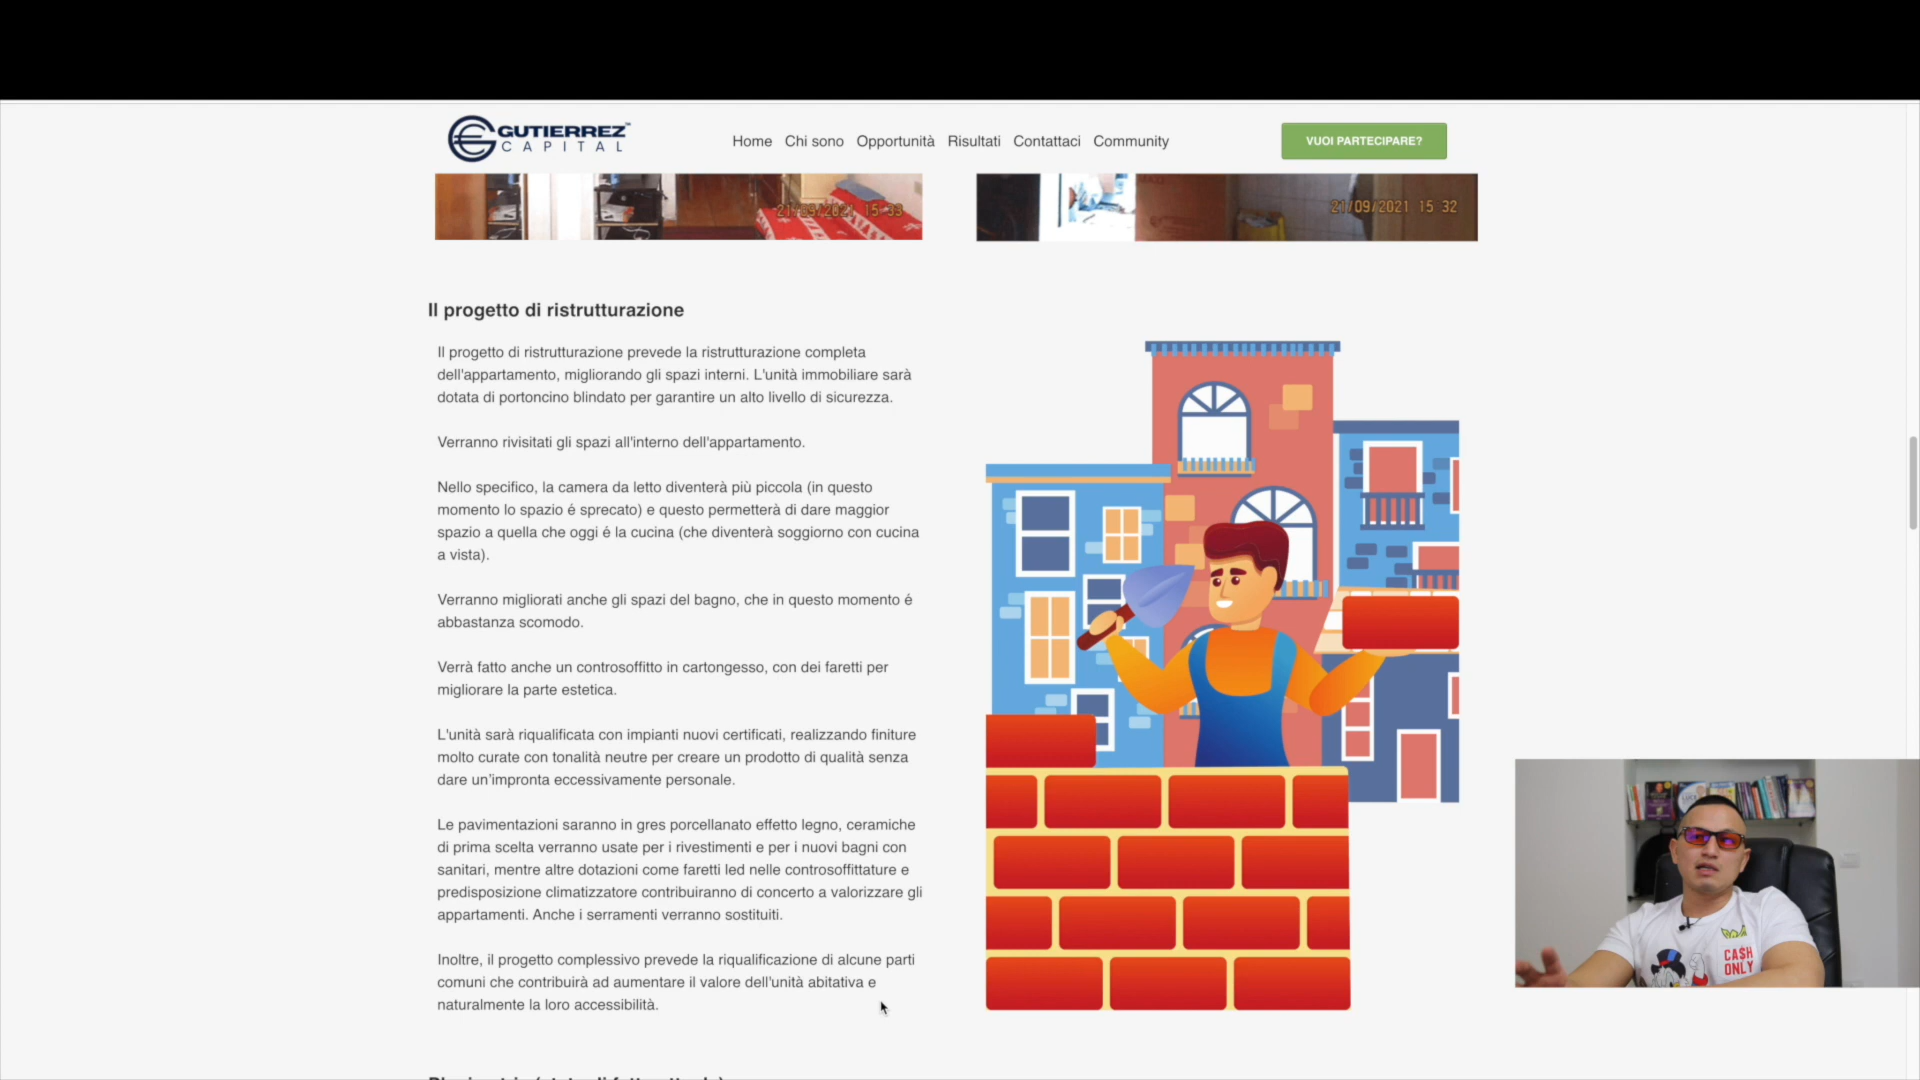 GUTIERREZ™
CAPITAL
Home Chi sono Opportunità Risultati Contattaci Community
VUOI PARTECIPARE?
21/09/2021 15:33
21/09/2021 15 32
Il progetto di ristrutturazione
Il progetto di ristrutturazione prevede la ristrutturazione completa
dell'appartamento, migliorando gli spazi interni. L'unità immobiliare sarà
dotata di portoncino blindato per garantire un alto livello di sicurezza.
Verranno rivisitati gli spazi all'interno dell'appartamento.
Nello specifico, la camera da letto diventerà più piccola (in questo
momento lo spazio é sprecato) e questo permetterà di dare maggior
spazio a quella che oggi é la cucina (che diventerà soggiorno con cucina
a vista).
Verranno migliorati anche gli spazi del bagno, che in questo momento é
abbastanza scomodo.
Verrà fatto anche un controsoffitto in cartongesso, con dei faretti per
migliorare la parte estetica.
L'unità sarà riqualificata con impianti nuovi certificati, realizzando finiture
molto curate con tonalità neutre per creare un prodotto di qualità senza
dare un'impronta eccessivamente personale.
Le pavimentazioni saranno in gres porcellanato effetto legno, ceramiche
di prima scelta verranno usate per i rivestimenti e per i nuovi bagni con
sanitari, mentre altre dotazioni come faretti led nelle controsoffittature e
predisposizione climatizzatore contribuiranno di concerto a valorizzare gli
appartamenti. Anche i serramenti verranno sostituiti.
Inoltre, il progetto complessivo prevede la riqualificazione di alcune parti
comuni che contribuirà ad aumentare il valore dell'unità abitativa e
naturalmente la loro accessibilità.
CA$H
ONLY